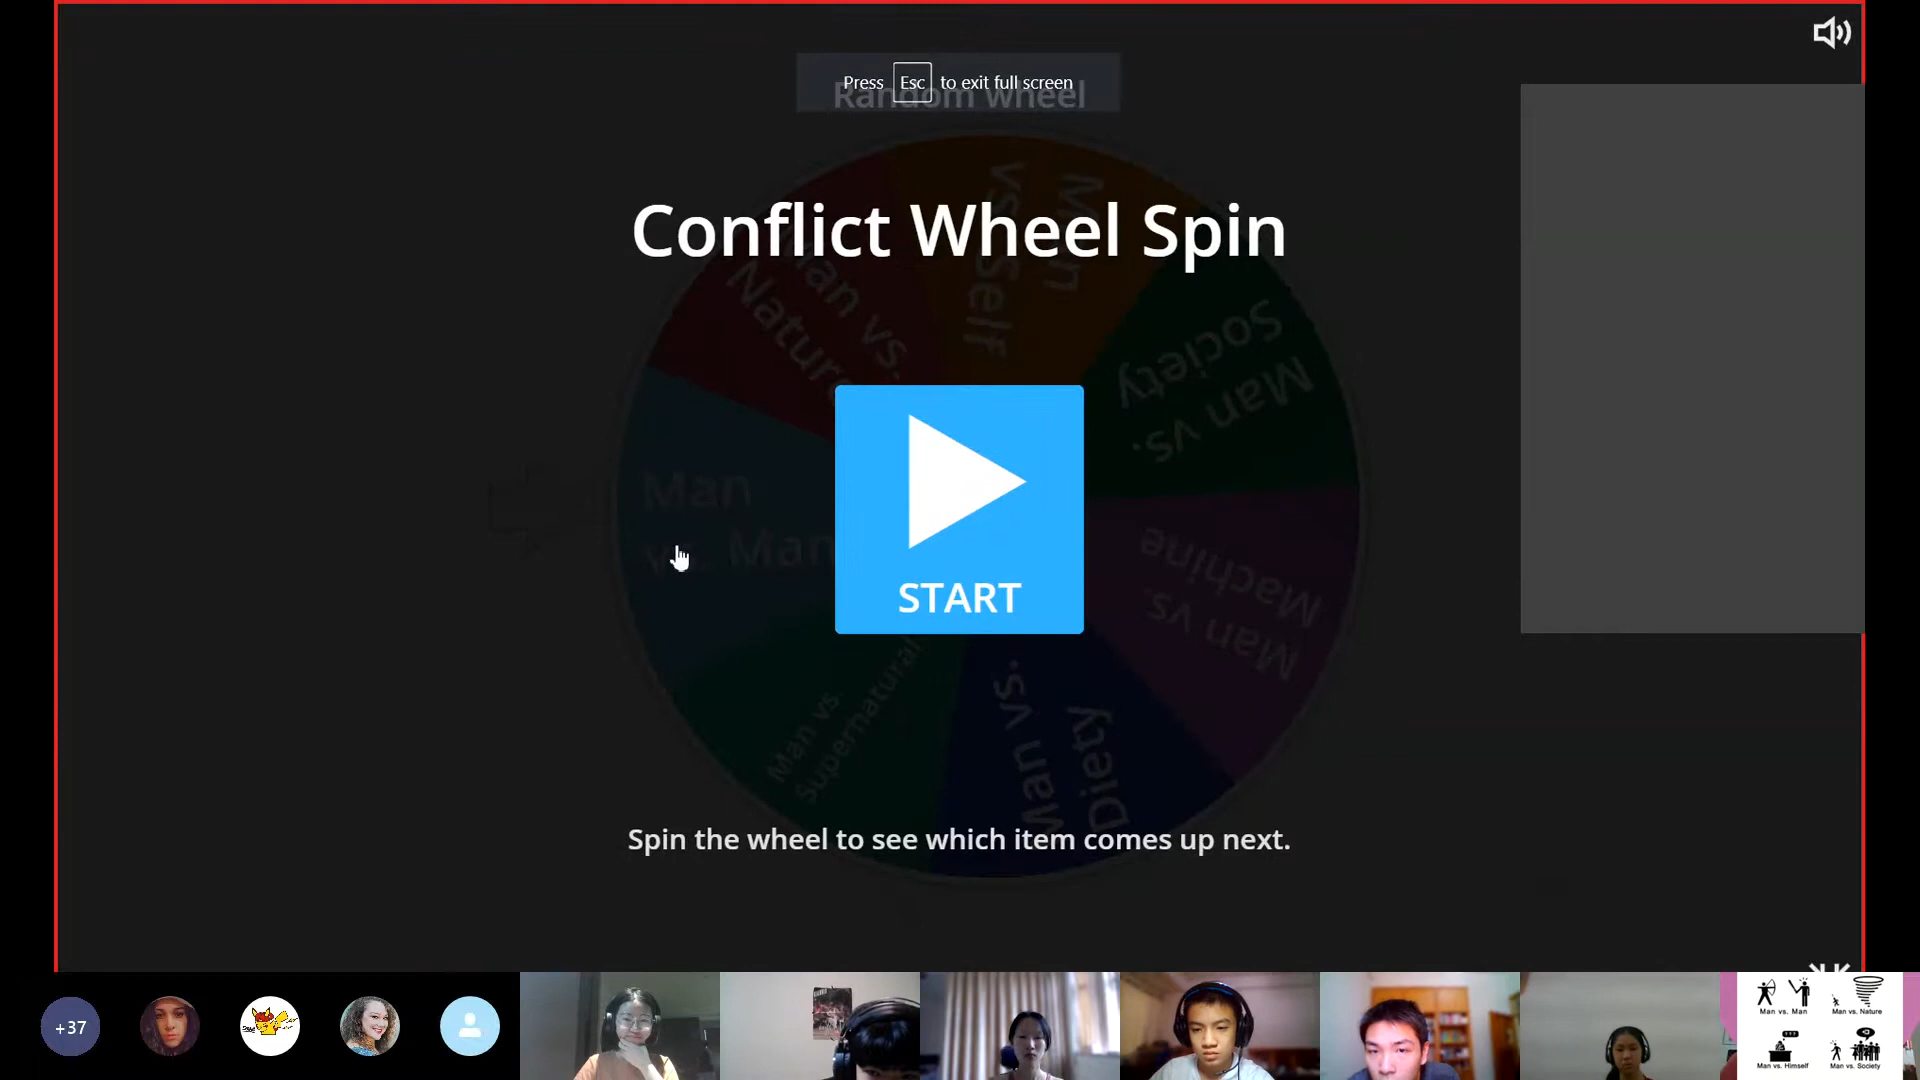 Press Esc to exit full screen
Random wheel
Conflict Wheel Spin
Man
vs Self
Man vs.
Nature
Man vs.
Society
Man
vs. Man
START
Man vs.
Machine
Man vs.
Supernatural
Man vs.
Diety
Spin the wheel to see which item comes up next.
+37
Man vs. Man
Man vs. Nature
Man vs. Himself
Man vs. Society